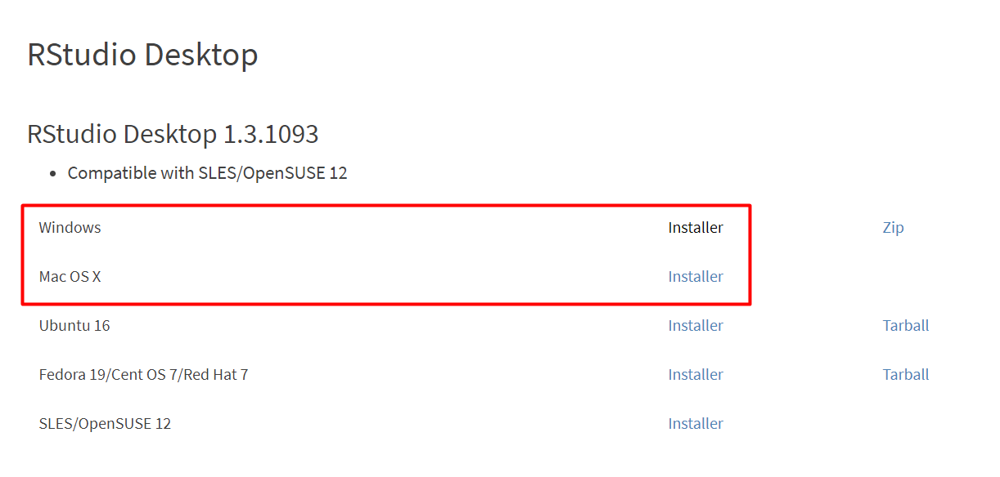 RStudio Desktop
RStudio Desktop 1.3.1093
• Compatible with SLES/OpenSUSE 12
Windows Installer Zip
Mac OS X Installer
Ubuntu 16 Installer Tarball
Fedora 19/Cent OS 7/Red Hat 7 Installer Tarball
SLES/OpenSUSE 12 Installer